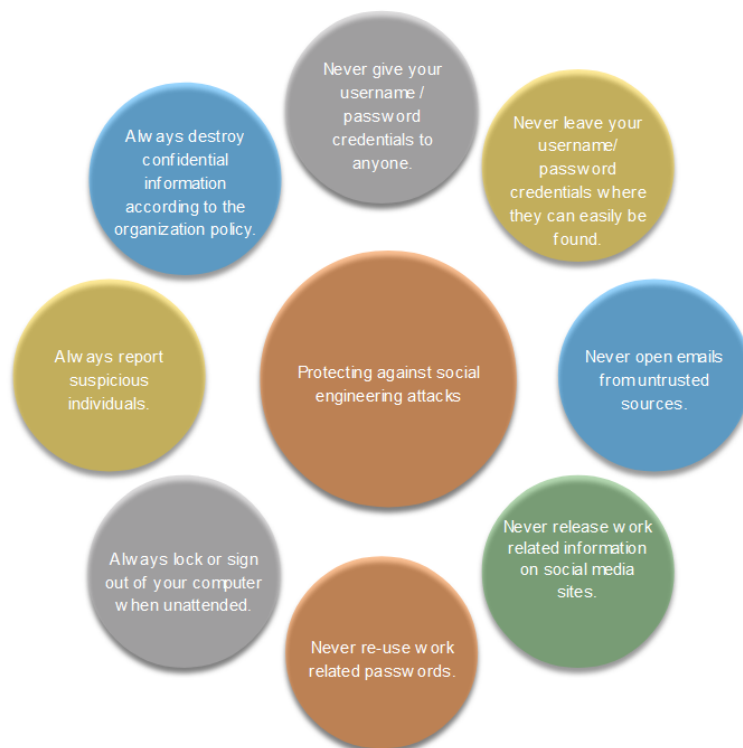 Never give your
username /
password
credentials to
anyone.
Never leave your
username/
password
credentials where
they can easily be
found.
Never open emails
from untrusted
sources.
Never release work
related information
on social media
sites.
Never re-use work
related passwords.
Always lock or sign
out of your computer
when unattended.
Always report
suspicious
individuals.
Always destroy
confidential
information
according to the
organization policy.
Protecting against social
engineering attacks